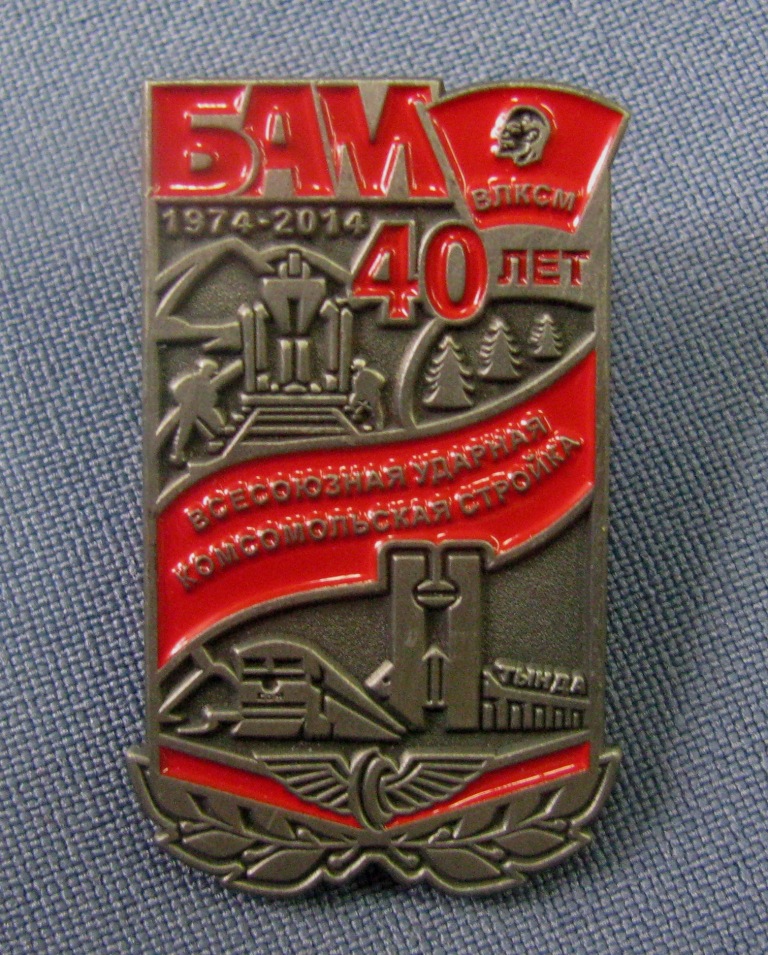 БАМ
ВЛКСМ
1974-2014
40 ЛЕТ
ВСЕСОЮЗНАЯ УДАРНАЯ
КОМСОМОЛЬСКАЯ СТРОЙКА
ТЫНДА